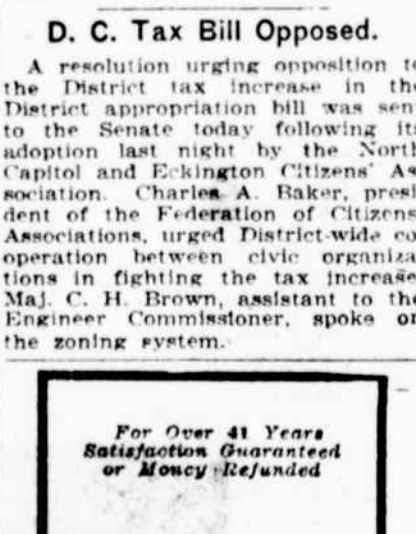 D. C. Tax Bill Opposed.
A resolution urging opposition t
the District tax increase in th
District appropriation bill was sen
to the Senate today following it
adoption last night by the North
Capitol and Eckington Citizens' As
sociation. Charles A. Baker, presi
dent of the Federation of Citizens
Associations, urged District-wide co
operation between civic organiza
tions in fighting the tax increase
Maj. C. H. Brown, assistant to the
Engineer Commissioner, spoke on
the zoning system.
For Over 41 Years
Satisfaction Guaranteed
or Money Refunded